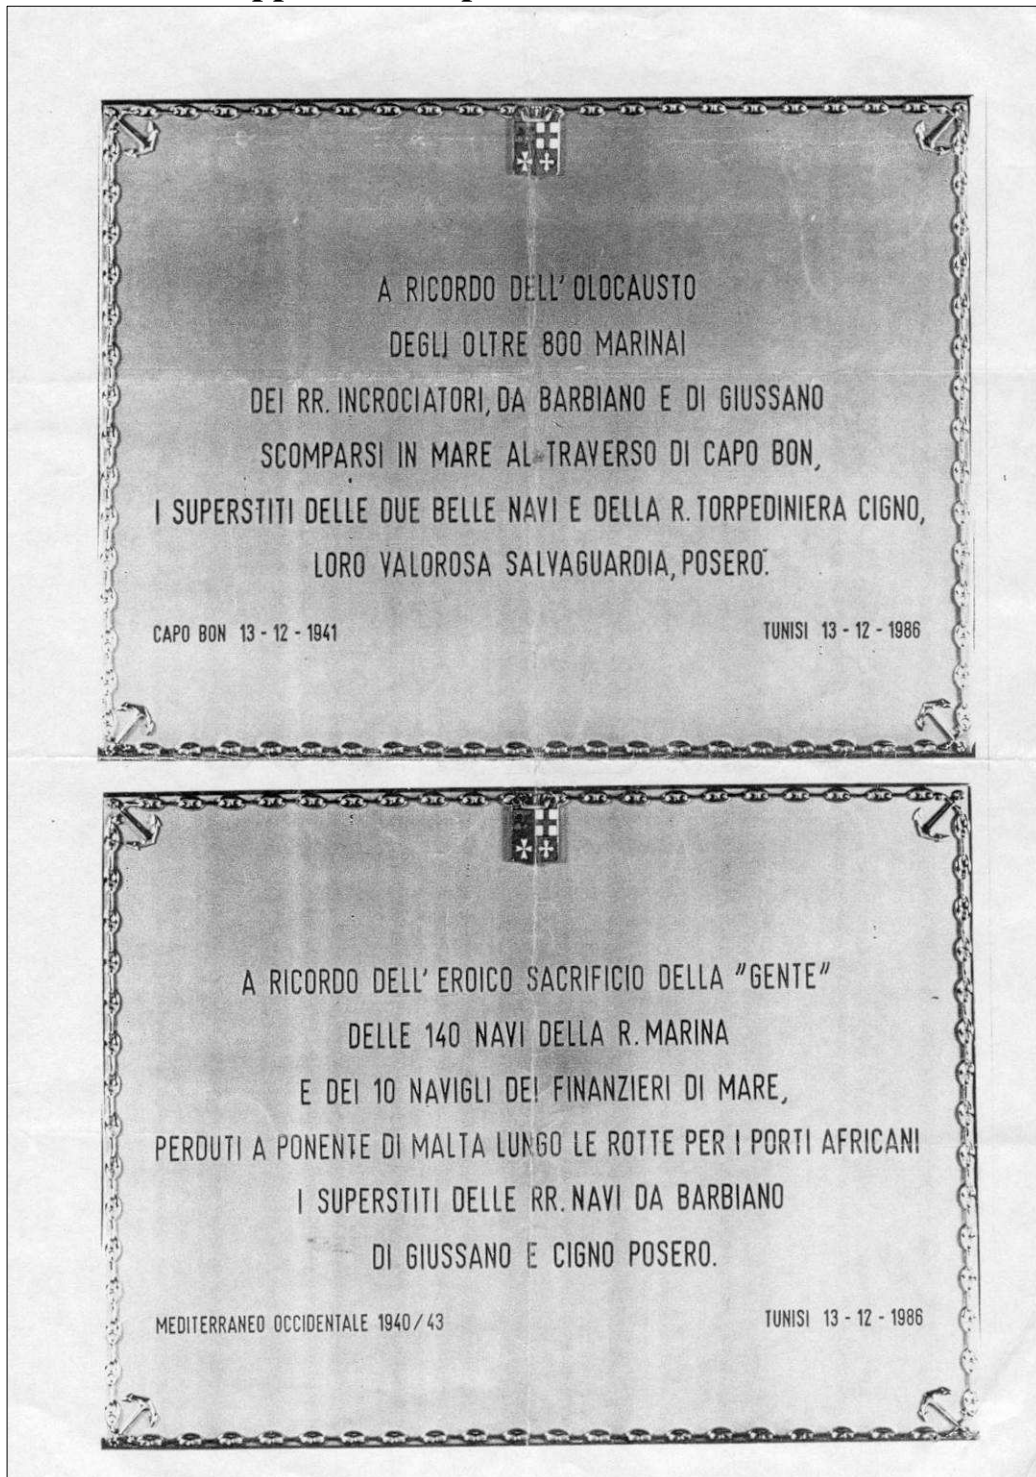 A RICORDO DELL' OLOCAUSTO
DEGLI OLTRE 800 MARINAI
DEI RR. INCROCIATORI, DA BARBIANO E DI GIUSSANO
SCOMPARSI IN MARE AL TRAVERSO DI CAPO BON,
I SUPERSTITI DELLE DUE BELLE NAVI E DELLA R. TORPEDINIERA CIGNO,
LORO VALOROSA SALVAGUARDIA, POSERO.
CAPO BON 13 - 12 - 1941 TUNISI 13 - 12 - 1986
A RICORDO DELL' EROICO SACRIFICIO DELLA "GENTE"
DELLE 140 NAVI DELLA R. MARINA
E DEI 10 NAVIGLI DEI FINANZIERI DI MARE,
PERDUTI A PONENTE DI MALTA LUNGO LE ROTTE PER I PORTI AFRICANI
I SUPERSTITI DELLE RR. NAVI DA BARBIANO
DI GIUSSANO E CIGNO POSERO.
MEDITERRANEO OCCIDENTALE 1940/43 TUNISI 13 - 12 - 1986